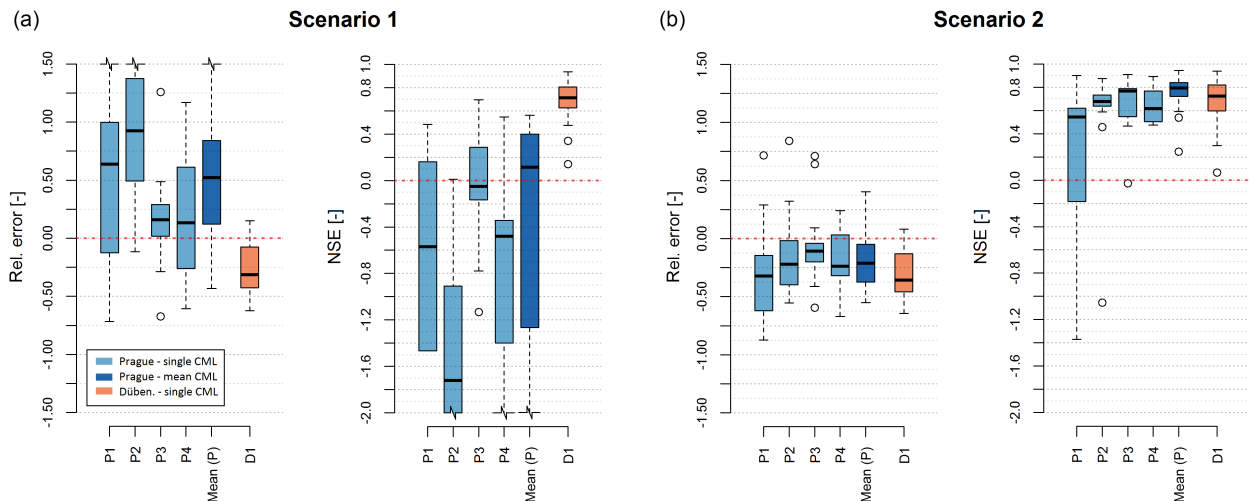 (a)
Scenario 1
Rel. error [-]
1.50
1.00
0.50
0.00
-0.50
-1.00
-1.50
Prague - single CML
Prague - mean CML
Düben. - single CML
P1
P2
P3
P4
Mean (P)
D1
NSE [-]
1.0
0.8
0.4
0.0
-0.4
-0.8
-1.2
-1.6
-2.0
P1
P2
P3
P4
Mean (P)
D1
(b)
Scenario 2
Rel. error [-]
1.50
1.00
0.50
0.00
-0.50
-1.00
-1.50
P1
P2
P3
P4
Mean (P)
D1
NSE [-]
1.0
0.8
0.4
0.0
-0.4
-0.8
-1.2
-1.6
-2.0
P1
P2
P3
P4
Mean (P)
D1